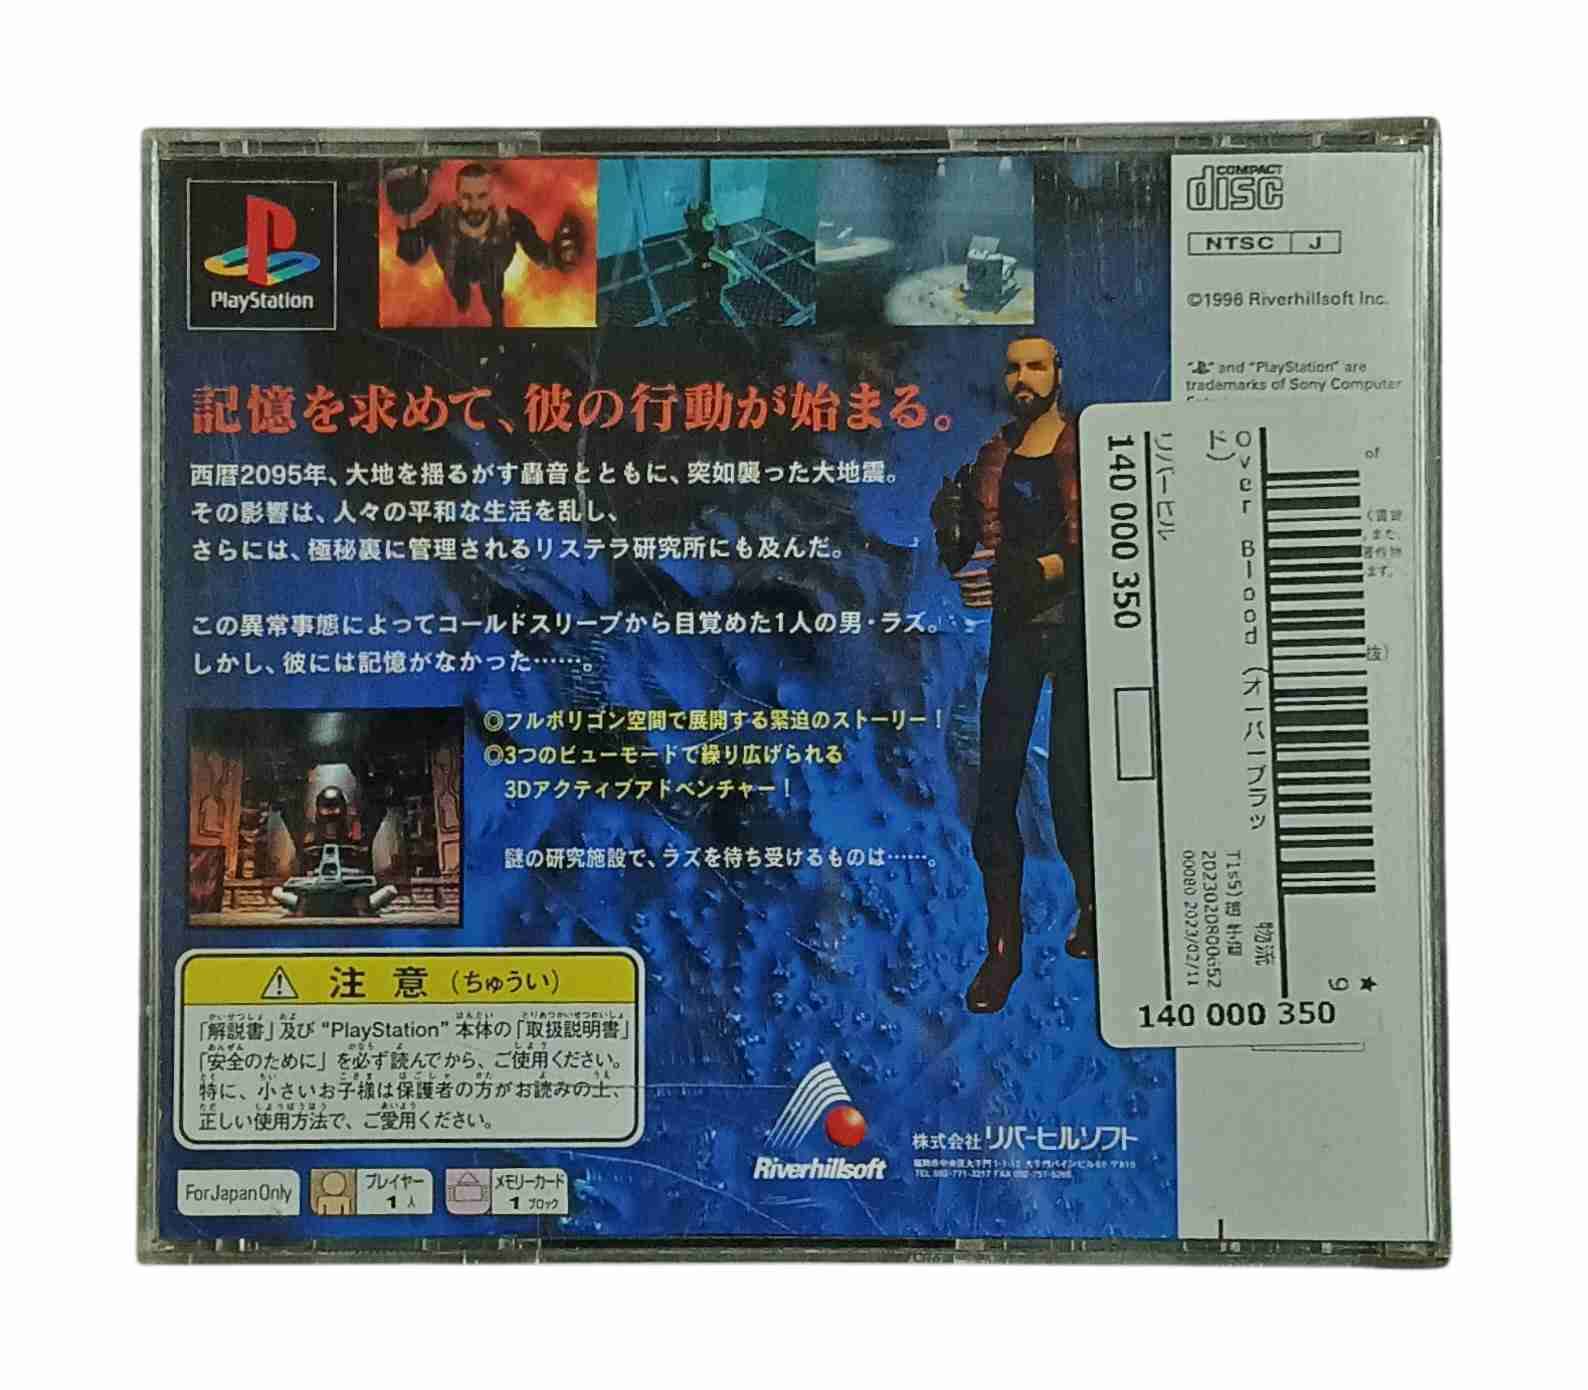 PlayStation
記憶を求めて、彼の行動が始まる。
西暦2095年、大地を揺るがす轟音とともに、突如襲った大地震。
その影響は、人々の平和な生活を乱し、
さらには、極秘裏に管理されるリステラ研究所にも及んだ。
この異常事態によってコールドスリープから目覚めた1人の男・ラズ。
しかし、彼には記憶がなかった……。
◎フルポリゴン空間で展開する緊迫のストーリー！
◎3つのビューモードで繰り広げられる
3Dアクティブアドベンチャー！
謎の研究施設で、ラズを待ち受けるものは……。
注意（ちゅうい）
「解説書」及び “PlayStation” 本体の「取扱説明書」
「安全のために」を必ず読んでから、ご使用ください。
特に、小さいお子様は保護者の方がお読みの上、
正しい使用方法で、ご愛用ください。
For Japan Only
プレイヤー
1人
メモリーカード
1ブロック
Riverhillsoft
株式会社リバーヒルソフト
COMPACT
disc
NTSC J
©1996 Riverhillsoft Inc.
and “PlayStation” are
trademarks of Sony Computer
of
140 000 350
リバーヒル
Over Blood (オーバーブラッ
ド)
物流
202302080065​2
00080 2023/02/11
★
9
140 000 350